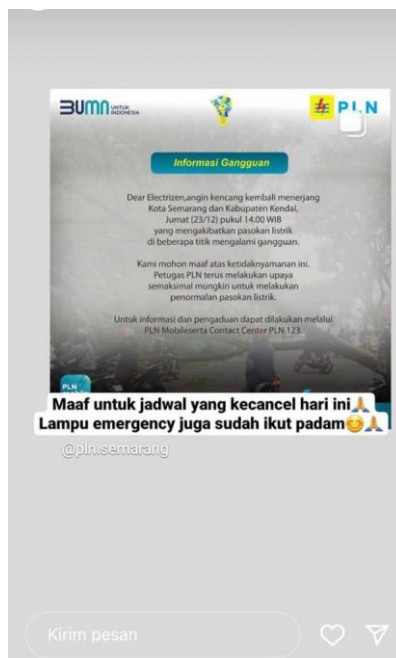 BUMN UNTUK
INDONESIA
PLN
Informasi Gangguan
Dear Electrizen,angin kencang kembali menerjang
Kota Semarang dan Kabupaten Kendal,
Jumat (23/12) pukul 14.00 WIB
yang mengakibatkan pasokan listrik
di beberapa titik mengalami gangguan.
Kami mohon maaf atas ketidaknyamanan ini.
Petugas PLN terus melakukan upaya
semaksimal mungkin untuk melakukan
penormalan pasokan listrik.
Untuk informasi dan pengaduan dapat dilakukan melalui
PLN Mobileserta Contact Center PLN 123.
PLN
Maaf untuk jadwal yang kecancel hari ini🙏
Lampu emergency juga sudah ikut padam😊🙏
@pln.semarang
Kirim pesan